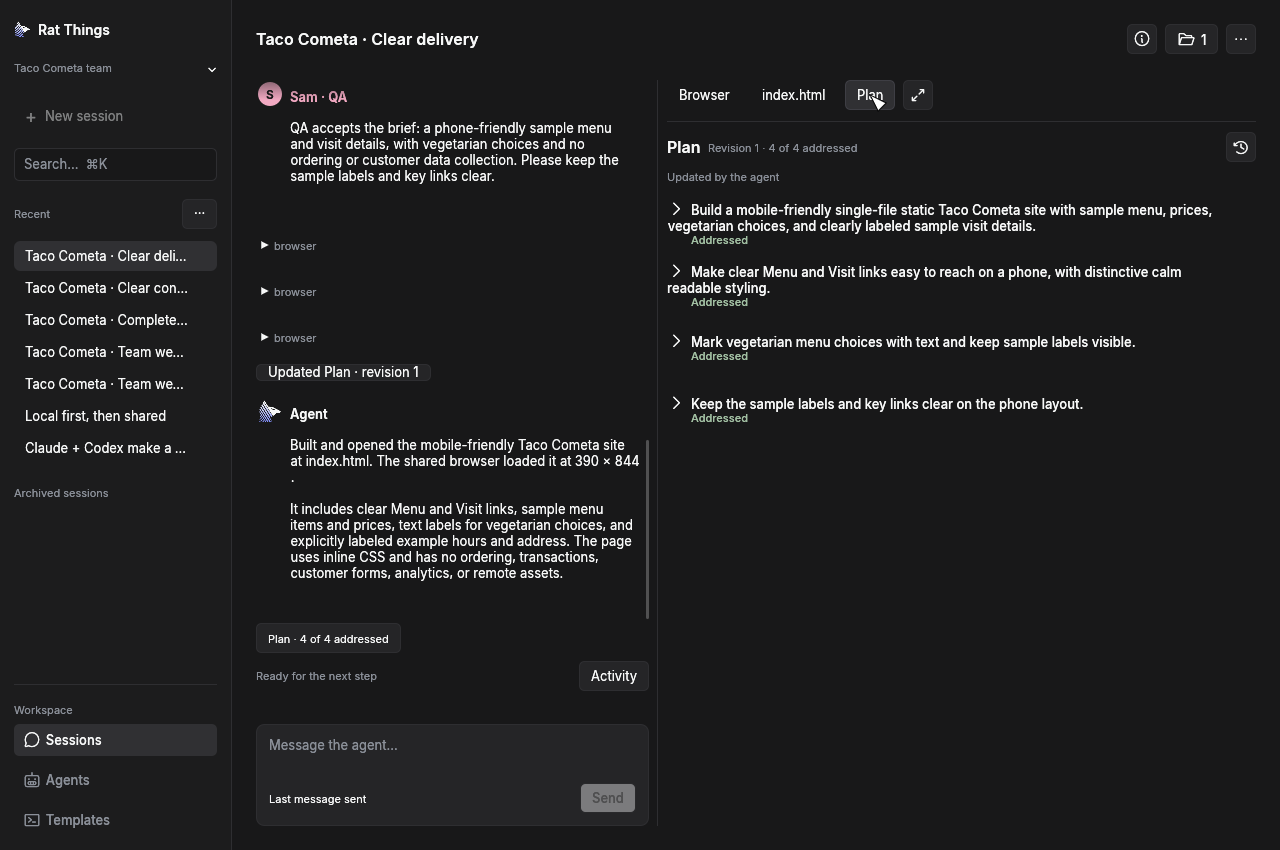 Rat Things
Taco Cometa team
+ New session
Search... ⌘K
Recent
...
Taco Cometa · Clear deli...
Taco Cometa · Clear con...
Taco Cometa · Complete...
Taco Cometa · Team we...
Taco Cometa · Team we...
Local first, then shared
Claude + Codex make a ...
Archived sessions
Workspace
Sessions
Agents
Templates
Taco Cometa · Clear delivery
1
...
S
Sam · QA
QA accepts the brief: a phone-friendly sample menu
and visit details, with vegetarian choices and no
ordering or customer data collection. Please keep the
sample labels and key links clear.
browser
browser
browser
Updated Plan · revision 1
Agent
Built and opened the mobile-friendly Taco Cometa site
at index.html. The shared browser loaded it at 390 × 844
.
It includes clear Menu and Visit links, sample menu
items and prices, text labels for vegetarian choices, and
explicitly labeled example hours and address. The page
uses inline CSS and has no ordering, transactions,
customer forms, analytics, or remote assets.
Plan · 4 of 4 addressed
Ready for the next step
Activity
Message the agent...
Last message sent
Send
Browser
index.html
Plan
Plan Revision 1 · 4 of 4 addressed
Updated by the agent
Build a mobile-friendly single-file static Taco Cometa site with sample menu, prices,
vegetarian choices, and clearly labeled sample visit details.
Addressed
Make clear Menu and Visit links easy to reach on a phone, with distinctive calm
readable styling.
Addressed
Mark vegetarian menu choices with text and keep sample labels visible.
Addressed
Keep the sample labels and key links clear on the phone layout.
Addressed